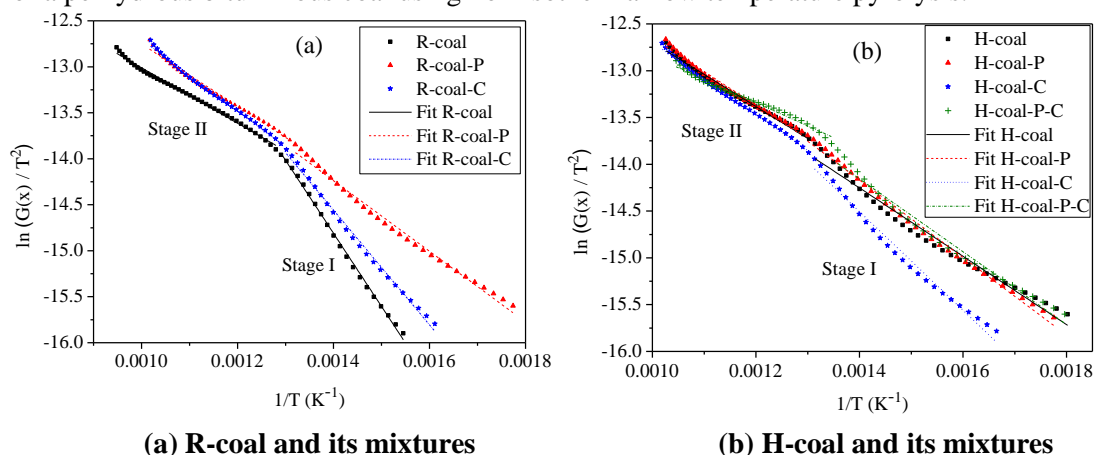 (a)
R-coal
R-coal-P
R-coal-C
Fit R-coal
Fit R-coal-P
Fit R-coal-C
Stage II
Stage I
-12.5
-13.0
-13.5
-14.0
-14.5
-15.0
-15.5
-16.0
ln (G(x) / T²)
0.0010 0.0012 0.0014 0.0016 0.0018
1/T (K⁻¹)
(a) R-coal and its mixtures
(b)
H-coal
H-coal-P
H-coal-C
H-coal-P-C
Fit H-coal
Fit H-coal-P
Fit H-coal-C
Fit H-coal-P-C
Stage II
Stage I
-12.5
-13.0
-13.5
-14.0
-14.5
-15.0
-15.5
-16.0
ln (G(x) / T²)
0.0010 0.0012 0.0014 0.0016 0.0018
1/T (K⁻¹)
(b) H-coal and its mixtures